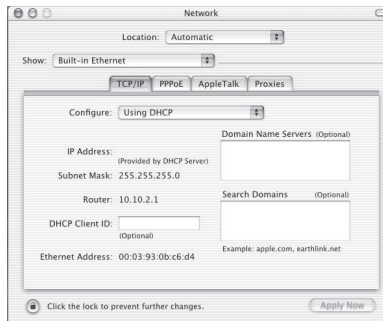 Network
Location: Automatic
Show: Built-in Ethernet
TCP/IP PPPoE AppleTalk Proxies
Configure: Using DHCP
Domain Name Servers (Optional)
IP Address:
(Provided by DHCP Server)
Subnet Mask: 255.255.255.0
Router: 10.10.2.1
Search Domains (Optional)
DHCP Client ID:
(Optional)
Example: apple.com, earthlink.net
Ethernet Address: 00:03:93:0b:c6:d4
Click the lock to prevent further changes.
Apply Now